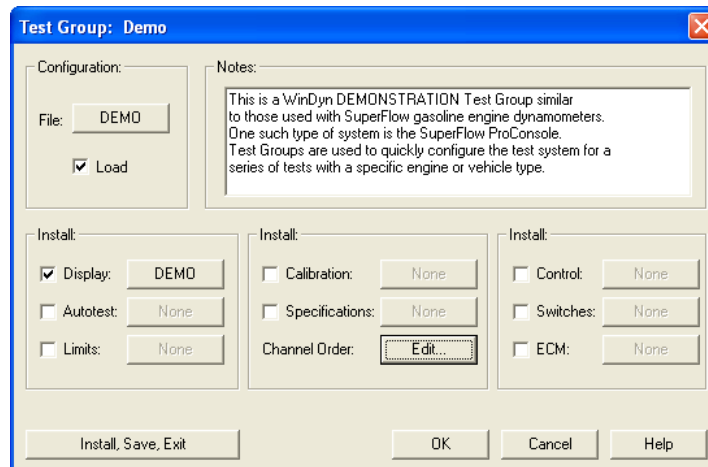 Test Group: Demo
Configuration:
File: DEMO
Load
Notes:
This is a WinDyn DEMONSTRATION Test Group similar
to those used with SuperFlow gasoline engine dynamometers.
One such type of system is the SuperFlow ProConsole.
Test Groups are used to quickly configure the test system for a
series of tests with a specific engine or vehicle type.
Install:
Display: DEMO
Autotest: None
Limits: None
Install:
Calibration: None
Specifications: None
Channel Order: Edit...
Install:
Control: None
Switches: None
ECM: None
Install, Save, Exit
OK
Cancel
Help